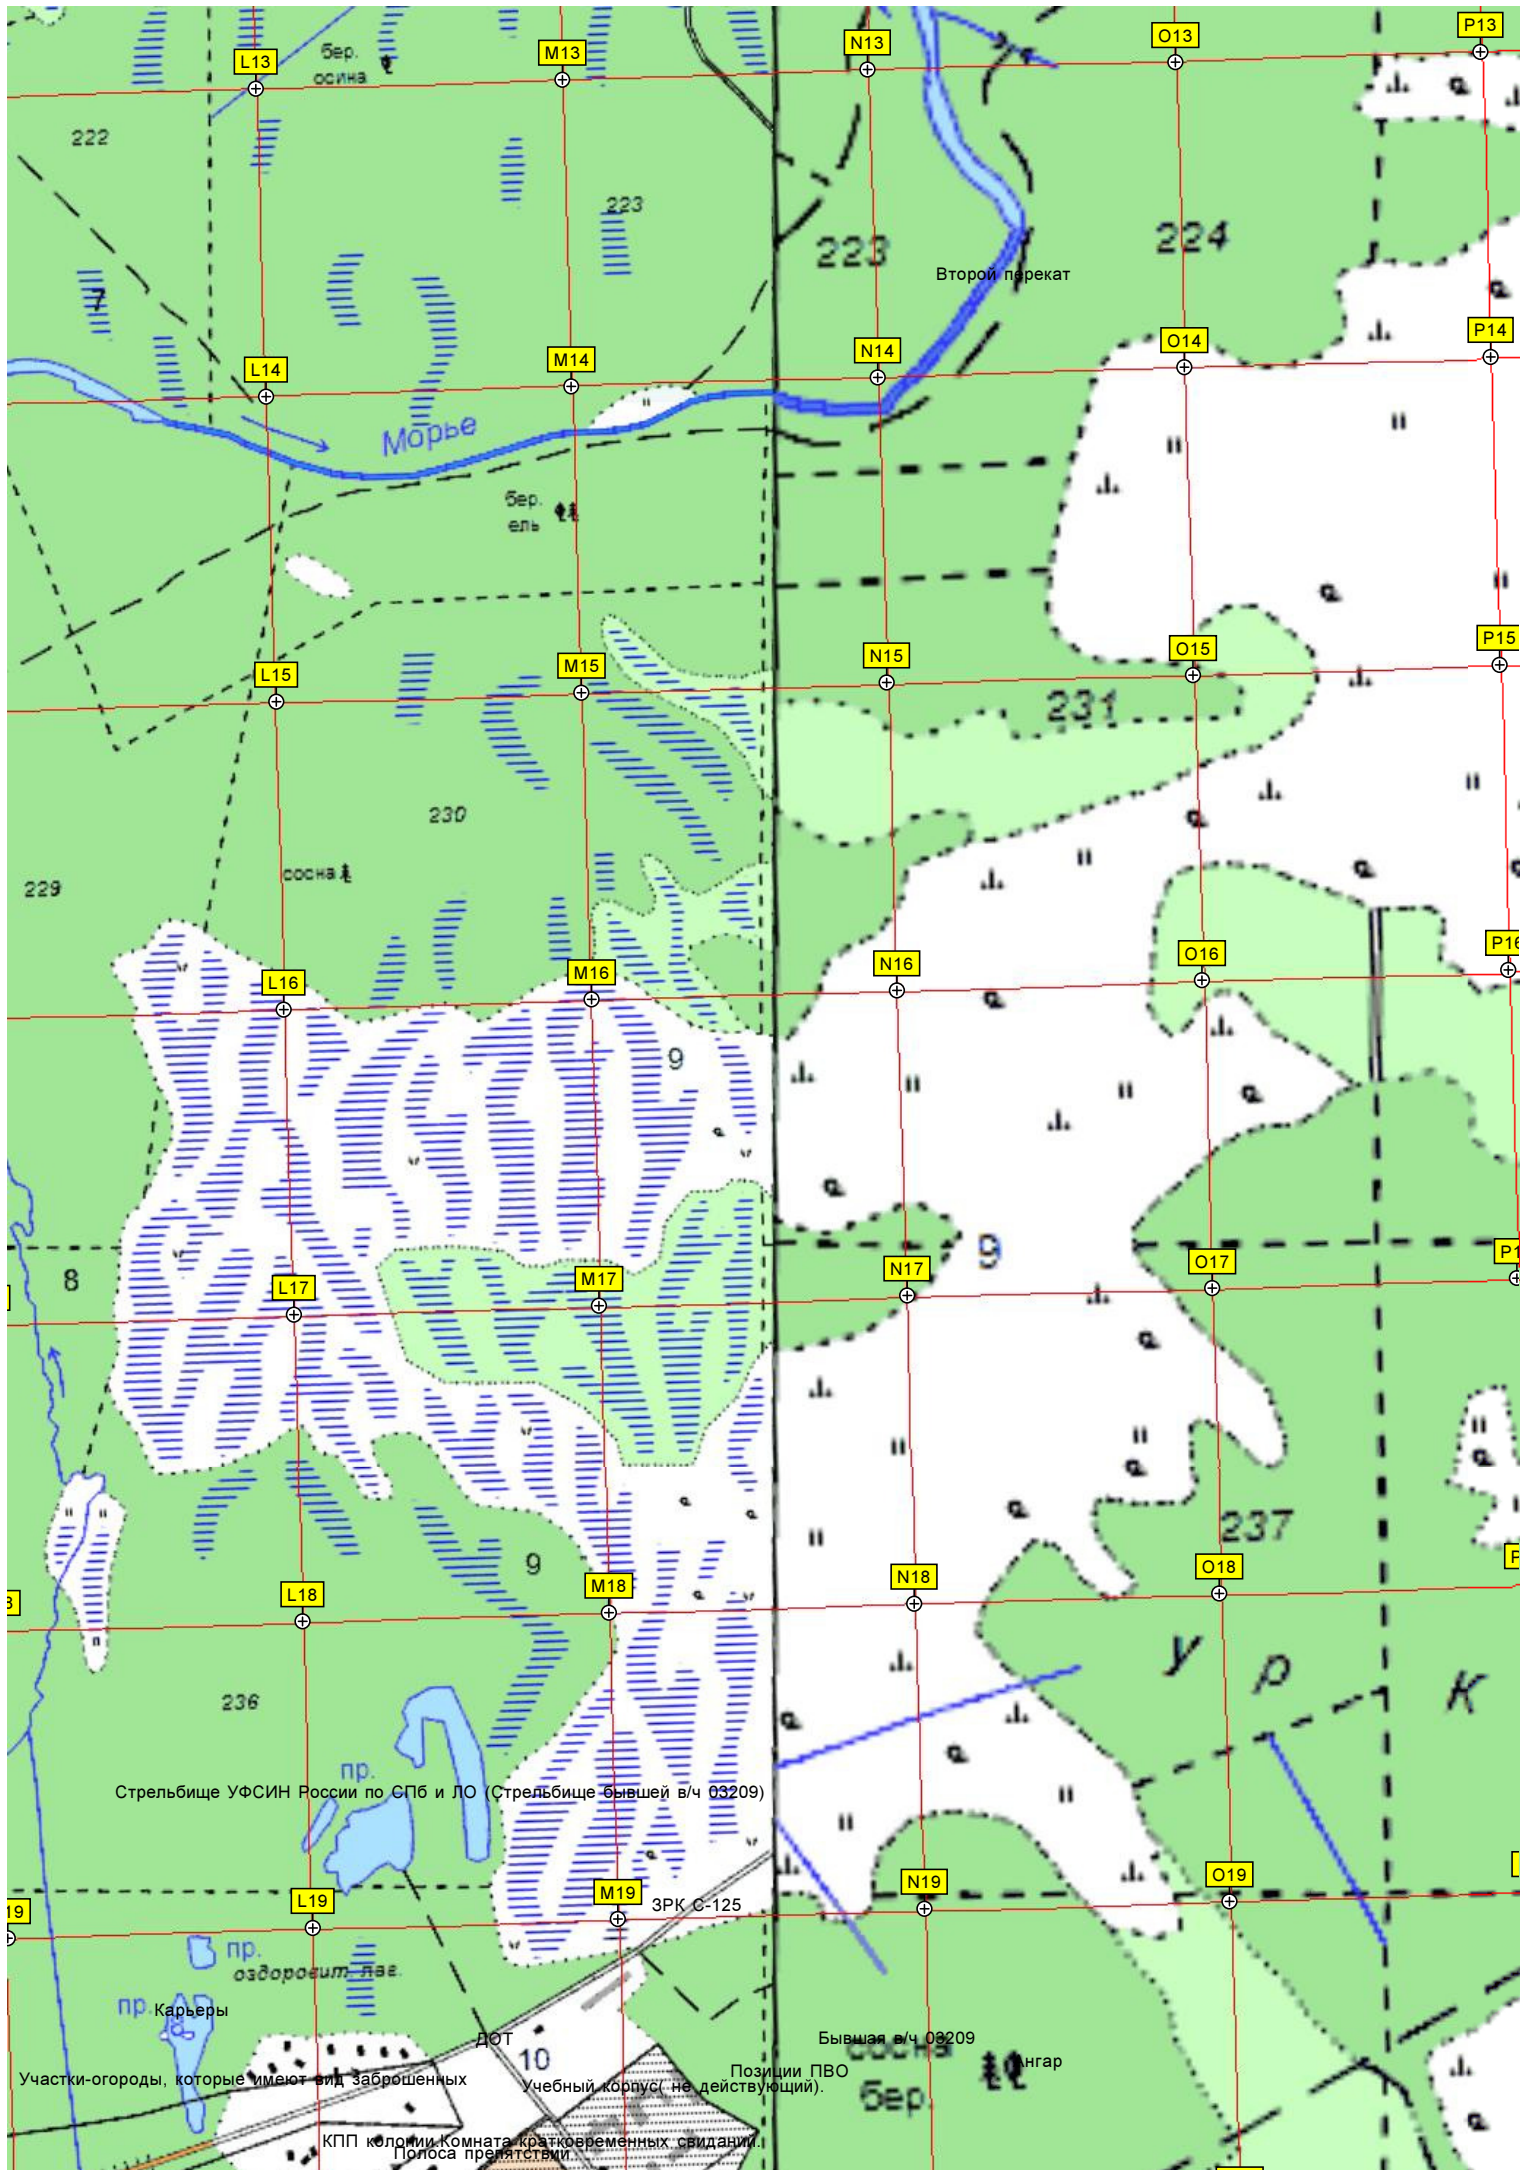 L13
бер.
осина
M13
N13
O13
P13
222
223
223
224
7
Второй перекат
L14
M14
N14
O14
P14
Морье
бер.
ель
L15
M15
N15
O15
P15
231
230
229
сосна
L16
M16
N16
O16
P16
9
9
8
L17
M17
N17
O17
237
9
L18
M18
N18
O18
У р К
236
пр.
Стрельбище УФСИН России по СПб и ЛО (Стрельбище бывшей в/ч 03209)
19
L19
M19
ЗРК С-125
N19
O19
пр.
оздоровит. лаг.
пр.
Карьеры
ДОТ
10
Бывшая в/ч 03209
сосна
бер.
Ангар
Позиции ПВО
Участки-огороды, которые имеют вид заброшенных
Учебный корпус( не действующий).
КПП колонии.Комната кратковременных свиданий.
Полоса препятствий